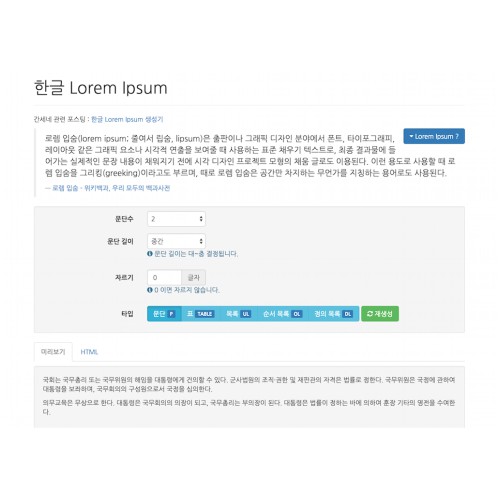 한글 Lorem Ipsum
간세네 관련 포스팅 : 한글 Lorem Ipsum 생성기
로렘 입숨(lorem ipsum; 줄여서 립숨, lipsum)은 출판이나 그래픽 디자인 분야에서 폰트, 타이포그래피,
Lorem Ipsum ?
레이아웃 같은 그래픽 요소나 시각적 연출을 보여줄 때 사용하는 표준 채우기 텍스트로, 최종 결과물에 들
어가는 실제적인 문장 내용이 채워지기 전에 시각 디자인 프로젝트 모형의 채움 글로도 이용된다. 이런 용도로 사용할 때 로
렘 입숨을 그리킹(greeking)이라고도 부르며, 때로 로렘 입숨은 공간만 차지하는 무언가를 지칭하는 용어로도 사용된다.
— 로렘 입숨 - 위키백과, 우리 모두의 백과사전
문단수 2
문단 길이 중간
문단 길이는 대~충 결정됩니다.
자르기 0 글자
0 이면 자르지 않습니다.
타입 문단 P 표 TABLE 목록 UL 순서 목록 OL 정의 목록 DL 재생성
미리보기 HTML
국회는 국무총리 또는 국무위원의 해임을 대통령에게 건의할 수 있다. 군사법원의 조직·권한 및 재판관의 자격은 법률로 정한다. 국무위원은 국정에 관하여
대통령을 보좌하며, 국무회의의 구성원으로서 국정을 심의한다.
의무교육은 무상으로 한다. 대통령은 국무회의의 의장이 되고, 국무총리는 부의장이 된다. 대통령은 법률이 정하는 바에 의하여 훈장 기타의 영전을 수여한
다.